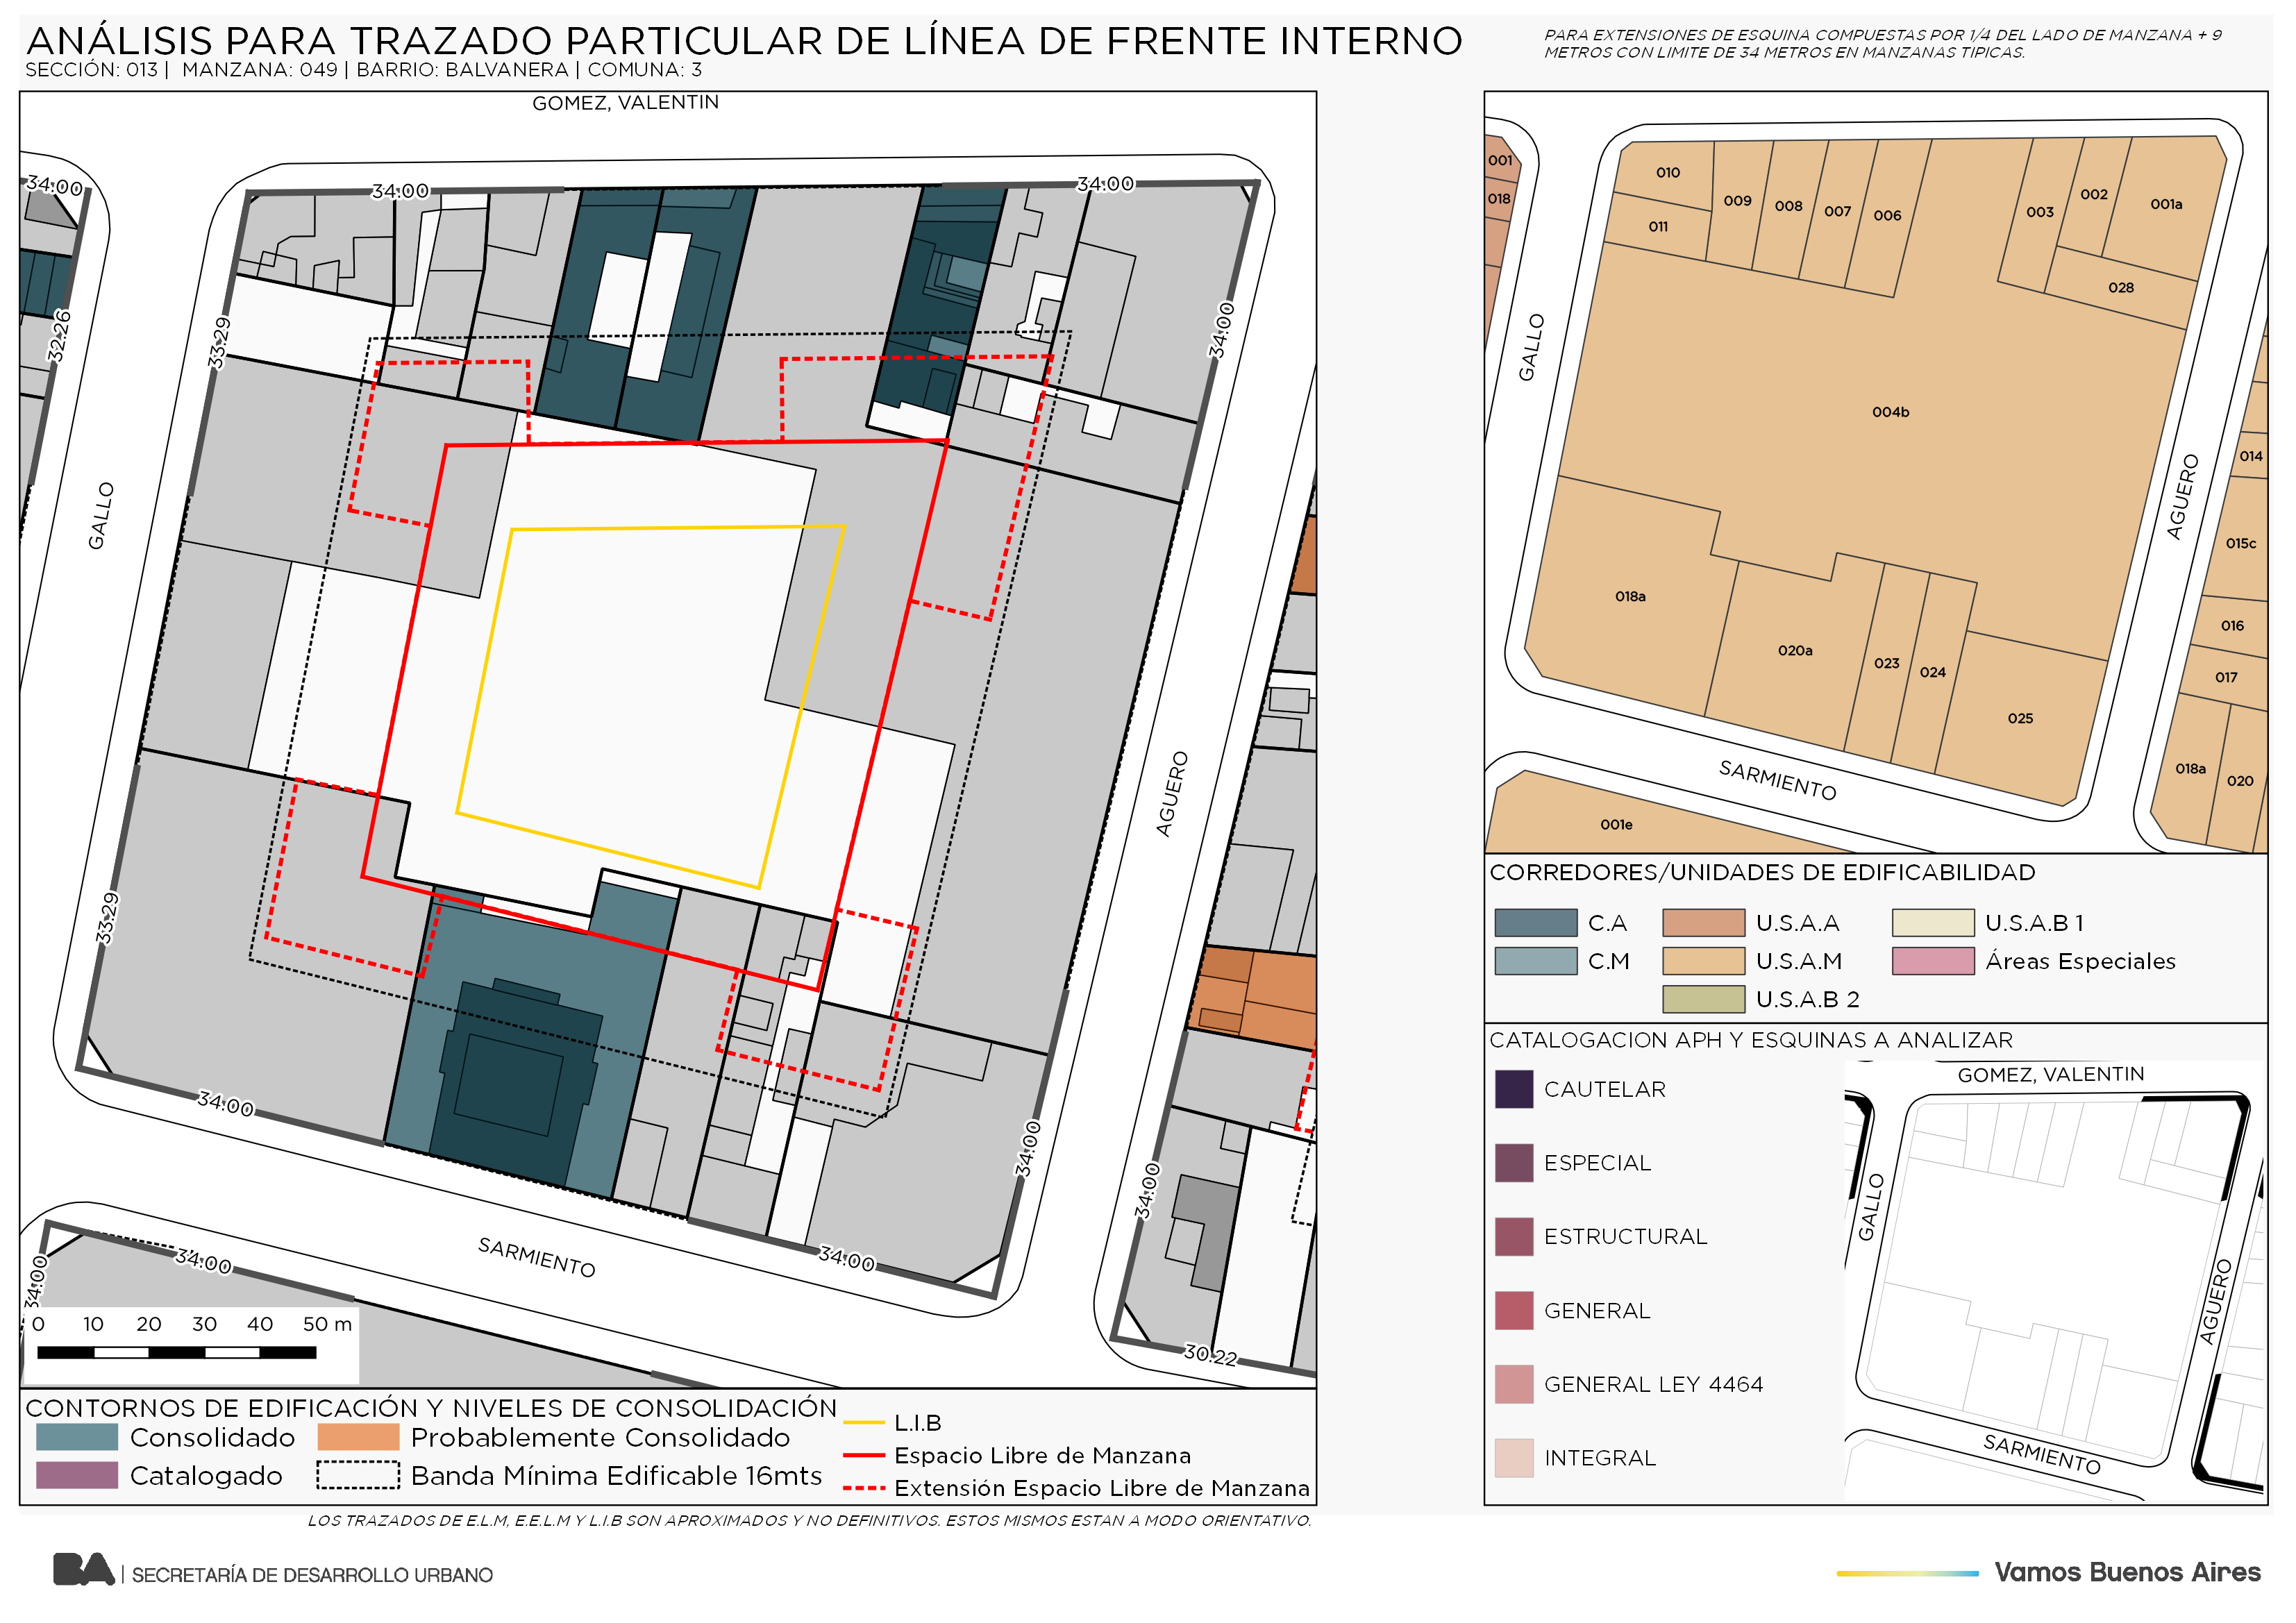 ANÁLISIS PARA TRAZADO PARTICULAR DE LÍNEA DE FRENTE INTERNO
SECCIÓN: 013 | MANZANA: 049 | BARRIO: BALVANERA | COMUNA: 3
PARA EXTENSIONES DE ESQUINA COMPUESTAS POR 1/4 DEL LADO DE MANZANA + 9
METROS CON LIMITE DE 34 METROS EN MANZANAS TIPICAS.
GOMEZ, VALENTIN
34:00
34:00
34:00
32.26
33.29
34:00
GALLO
AGUERO
33.29
34:00
34:00
34:00
34:00
SARMIENTO
34:00
34:00
30.22
0 10 20 30 40 50 m
CONTORNOS DE EDIFICACIÓN Y NIVELES DE CONSOLIDACIÓN
Consolidado
Probablemente Consolidado
Catalogado
Banda Mínima Edificable 16mts
L.I.B
Espacio Libre de Manzana
Extensión Espacio Libre de Manzana
001
018
010
011
009
008
007
006
003
002
001a
028
GALLO
004b
AGUERO
014
015c
016
017
018a
020
018a
020a
023
024
025
SARMIENTO
001e
CORREDORES/UNIDADES DE EDIFICABILIDAD
C.A
U.S.A.A
U.S.A.B 1
C.M
U.S.A.M
Áreas Especiales
U.S.A.B 2
CATALOGACION APH Y ESQUINAS A ANALIZAR
CAUTELAR
ESPECIAL
ESTRUCTURAL
GENERAL
GENERAL LEY 4464
INTEGRAL
GOMEZ, VALENTIN
GALLO
AGUERO
SARMIENTO
LOS TRAZADOS DE E.L.M, E.E.L.M Y L.I.B SON APROXIMADOS Y NO DEFINITIVOS. ESTOS MISMOS ESTAN A MODO ORIENTATIVO.
BA | SECRETARÍA DE DESARROLLO URBANO
Vamos Buenos Aires